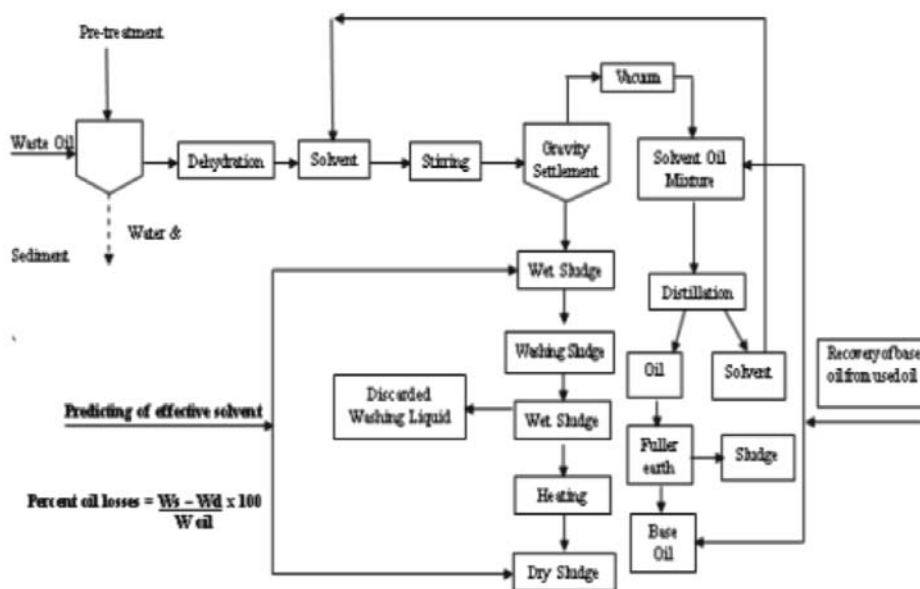 Pre-treatment
Waste Oil
Dehydration
Solvent
Stirring
Gravity
Settlement
Vacum
Solvent Oil
Mixture
Water &
Sediment
Wet Sludge
Distillation
Washing Sludge
Oil
Solvent
Recovery of base
oil from used oil
Discarded
Washing Liquid
Predicting of effective solvent
Wet Sludge
Fuller
earth
Sludge
Percent oil losses = Ws – Wd x 100
W oil
Heating
Base
Oil
Dry Sludge